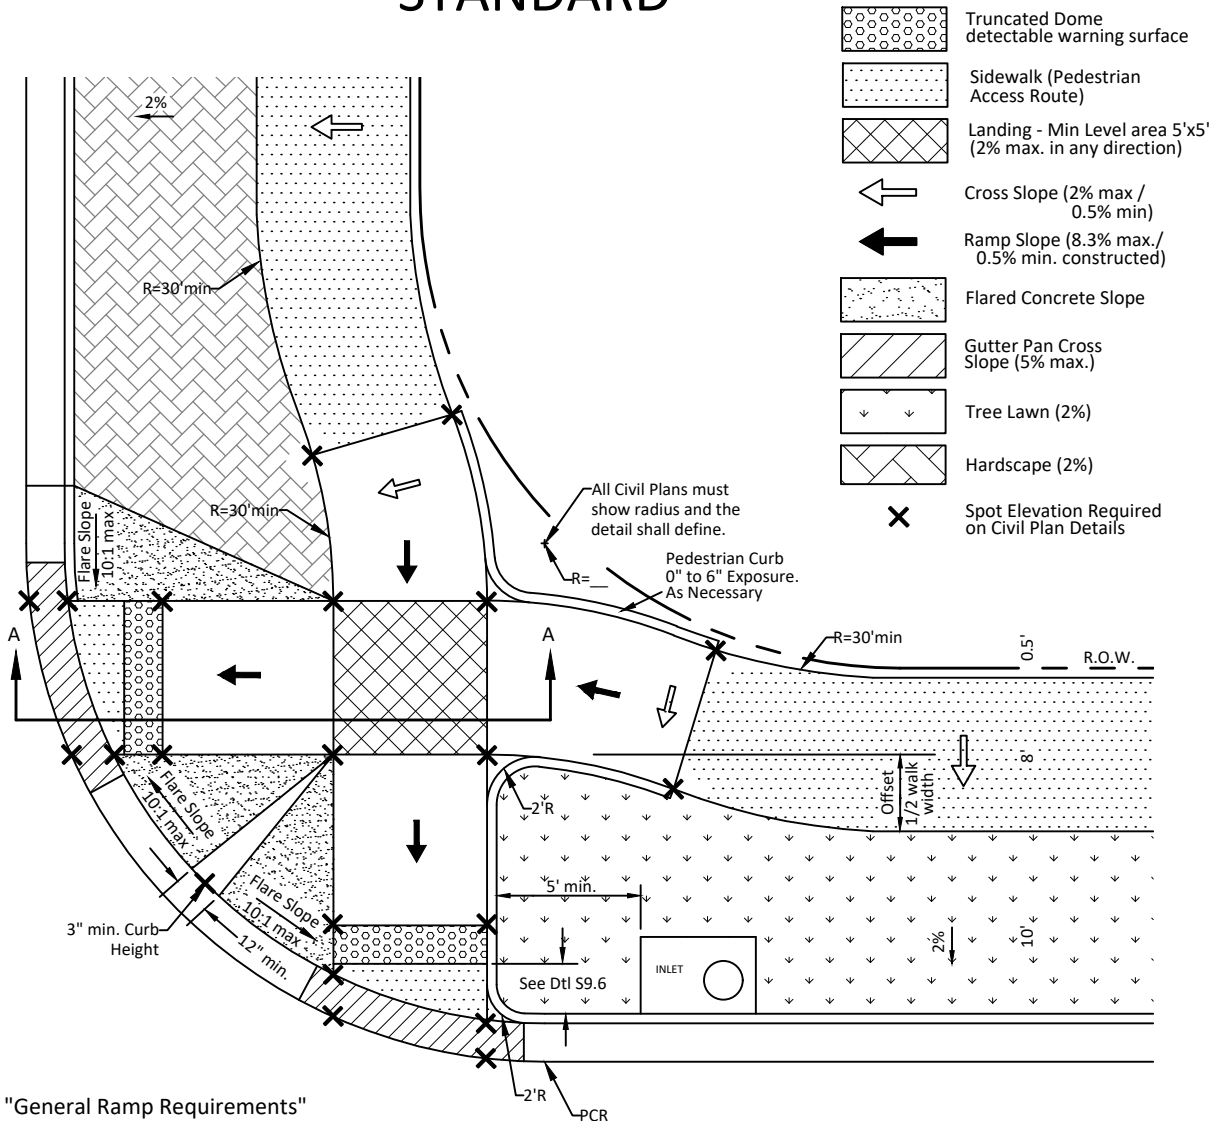 STANDARD
Truncated Dome
detectable warning surface
Sidewalk (Pedestrian
Access Route)
Landing - Min Level area 5'x5'
(2% max. in any direction)
Cross Slope (2% max /
0.5% min)
Ramp Slope (8.3% max./
0.5% min. constructed)
Flared Concrete Slope
Gutter Pan Cross
Slope (5% max.)
Tree Lawn (2%)
Hardscape (2%)
Spot Elevation Required
on Civil Plan Details
2%
R=30'min
R=30'min
Flare Slope
10:1 max
All Civil Plans must
show radius and the
detail shall define.
R=__
Pedestrian Curb
0" to 6" Exposure.
As Necessary
R=30'min
0.5'
R.O.W.
A
A
8'
Offset
1/2 walk
width
Flare Slope
10:1 max
2'R
5' min.
Flare Slope
10:1 max
3" min. Curb
Height
12" min.
2%
10'
INLET
See Dtl S9.6
2'R
PCR
"General Ramp Requirements"